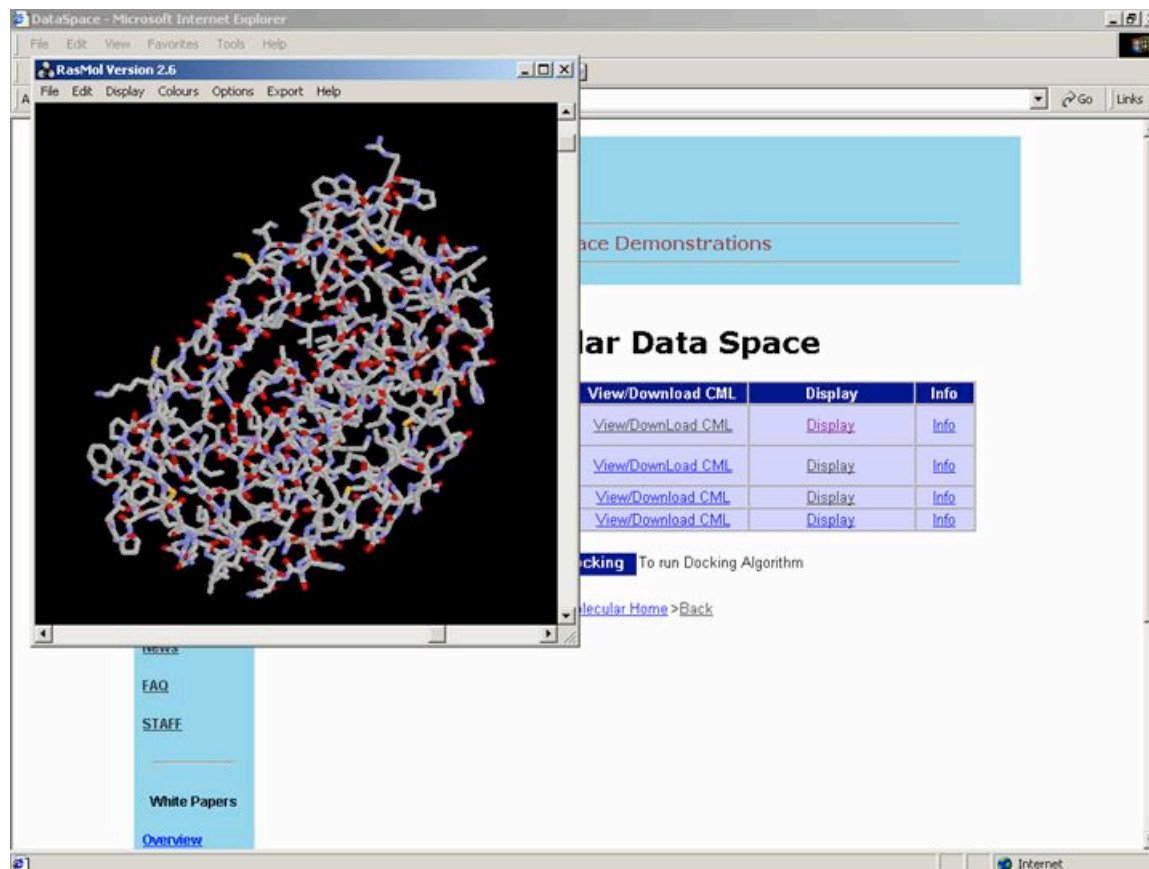 DataSpace - Microsoft Internet Explorer
File Edit View Favorites Tools Help
RasMol Version 2.6
File Edit Display Colours Options Export Help
Go Links
ace Demonstrations
lar Data Space
View/Download CML Display Info
View/DownLoad CML Display Info
View/DownLoad CML Display Info
View/Download CML Display Info
View/Download CML Display Info
cking To run Docking Algorithm
lecular Home >Back
News
FAQ
STAFF
White Papers
Overview
Internet